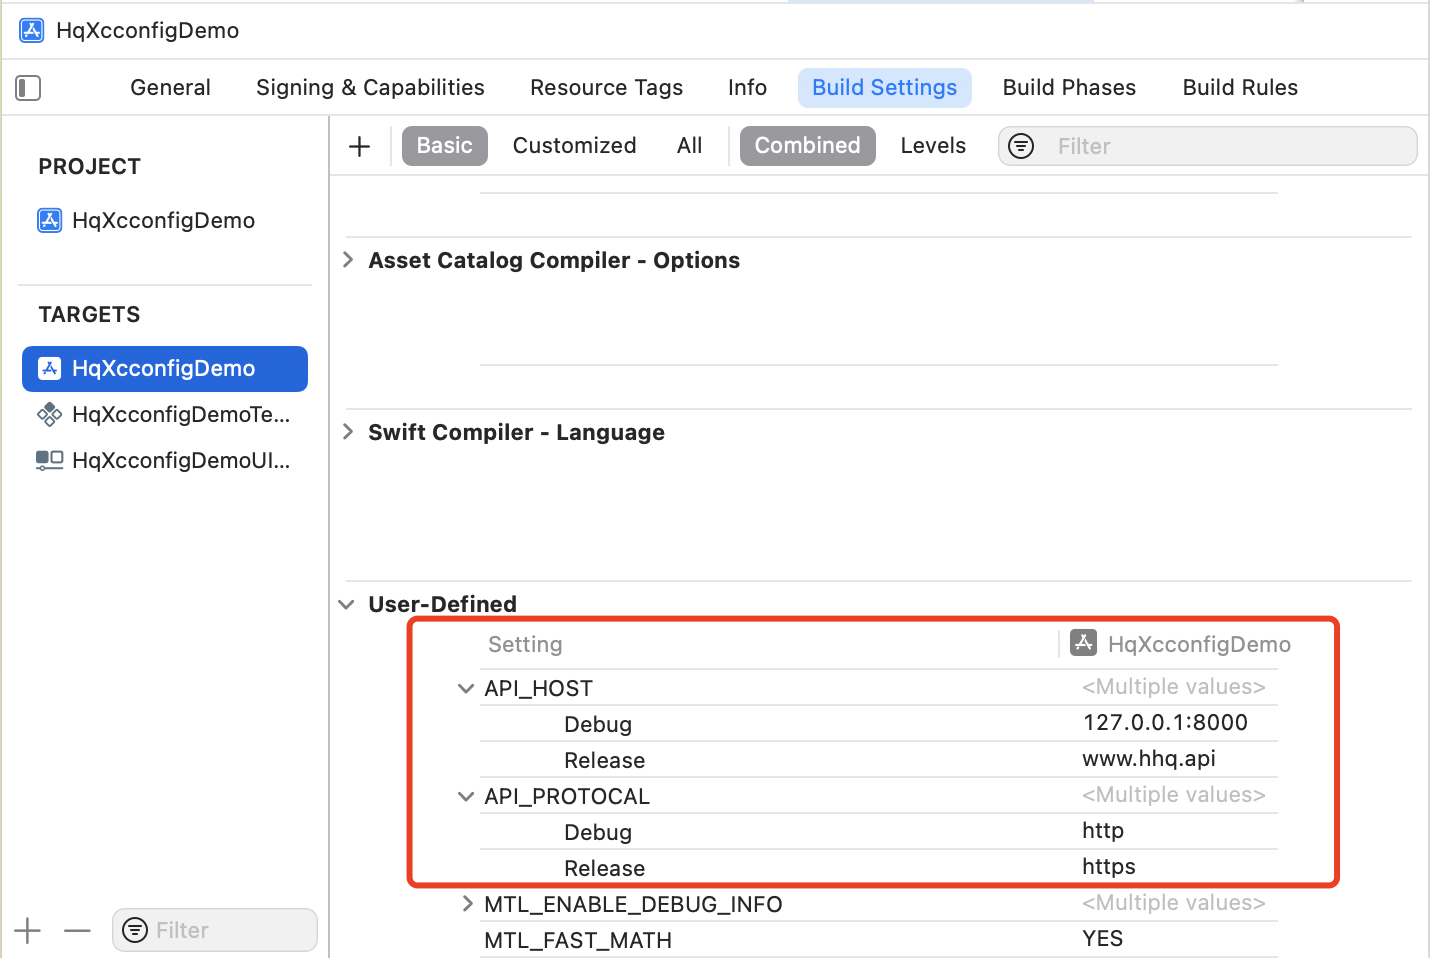 HqXcconfigDemo
General Signing & Capabilities Resource Tags Info Build Settings Build Phases Build Rules
Basic Customized All Combined Levels Filter
PROJECT
HqXcconfigDemo
TARGETS
HqXcconfigDemo
HqXcconfigDemoTe...
HqXcconfigDemoUI...
Filter
Asset Catalog Compiler - Options
Swift Compiler - Language
User-Defined
Setting HqXcconfigDemo
API_HOST <Multiple values>
Debug 127.0.0.1:8000
Release www.hhq.api
API_PROTOCAL <Multiple values>
Debug http
Release https
MTL_ENABLE_DEBUG_INFO <Multiple values>
MTL_FAST_MATH YES